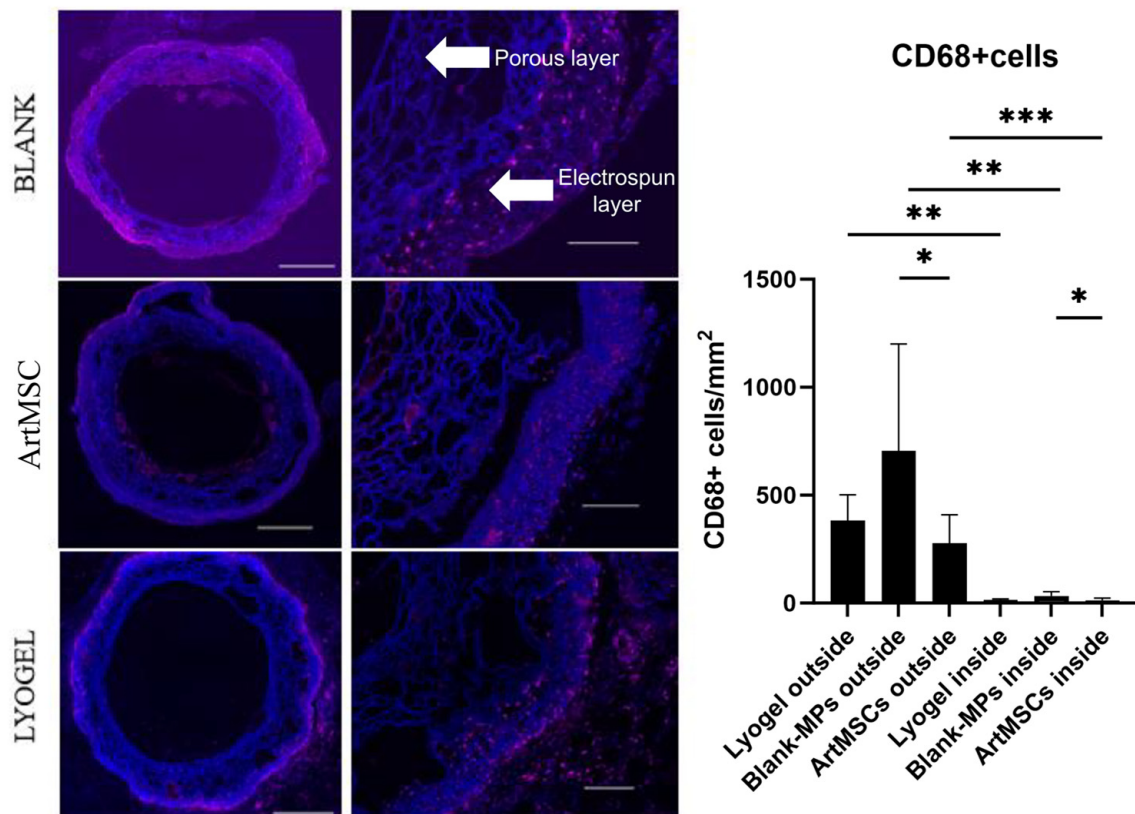 BLANK
Porous layer
Electrospun
layer
ArtMSC
LYOGEL
CD68+cells
***
**
**
*
*
CD68+ cells/mm²
1500
1000
500
0
Lyogel outside
Blank-MPs outside
ArtMSCs outside
Lyogel inside
Blank-MPs inside
ArtMSCs inside